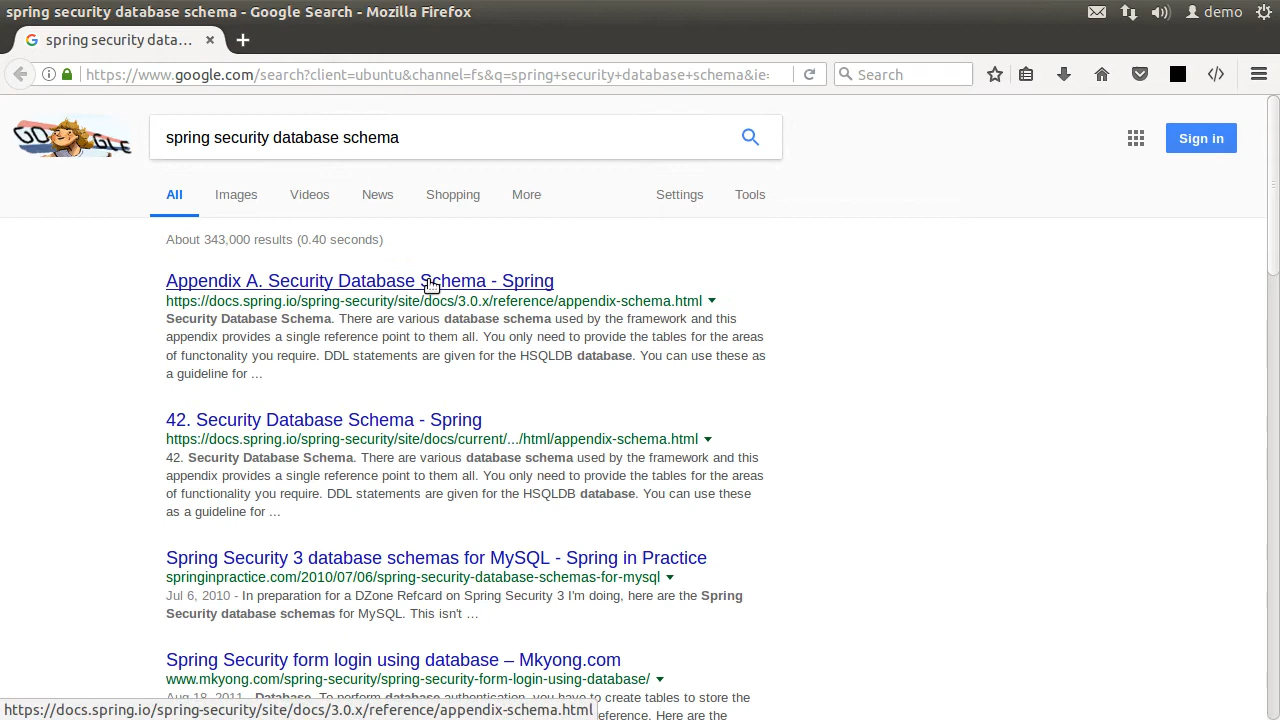 spring security database schema - Google Search - Mozilla Firefox
demo
spring security data...
https://www.google.com/search?client=ubuntu&channel=fs&q=spring+security+database+schema&ie=
Search
GOOGLE
spring security database schema
Sign in
All
Images
Videos
News
Shopping
More
Settings
Tools
About 343,000 results (0.40 seconds)
Appendix A. Security Database Schema - Spring
https://docs.spring.io/spring-security/site/docs/3.0.x/reference/appendix-schema.html
Security Database Schema. There are various database schema used by the framework and this
appendix provides a single reference point to them all. You only need to provide the tables for the areas
of functonality you require. DDL statements are given for the HSQLDB database. You can use these as
a guideline for ...
42. Security Database Schema - Spring
https://docs.spring.io/spring-security/site/docs/current/.../html/appendix-schema.html
42. Security Database Schema. There are various database schema used by the framework and this
appendix provides a single reference point to them all. You only need to provide the tables for the areas
of functionality you require. DDL statements are given for the HSQLDB database. You can use these
as a guideline for ...
Spring Security 3 database schemas for MySQL - Spring in Practice
springinpractice.com/2010/07/06/spring-security-database-schemas-for-mysql
Jul 6, 2010 - In preparation for a DZone Refcard on Spring Security 3 I'm doing, here are the Spring
Security database schemas for MySQL. This isn't ...
Spring Security form login using database – Mkyong.com
www.mkyong.com/spring-security/spring-security-form-login-using-database/
Aug 18, 2011 - Database. To perform database authentication, you have to create tables to store the
eference. Here are the
https://docs.spring.io/spring-security/site/docs/3.0.x/reference/appendix-schema.html